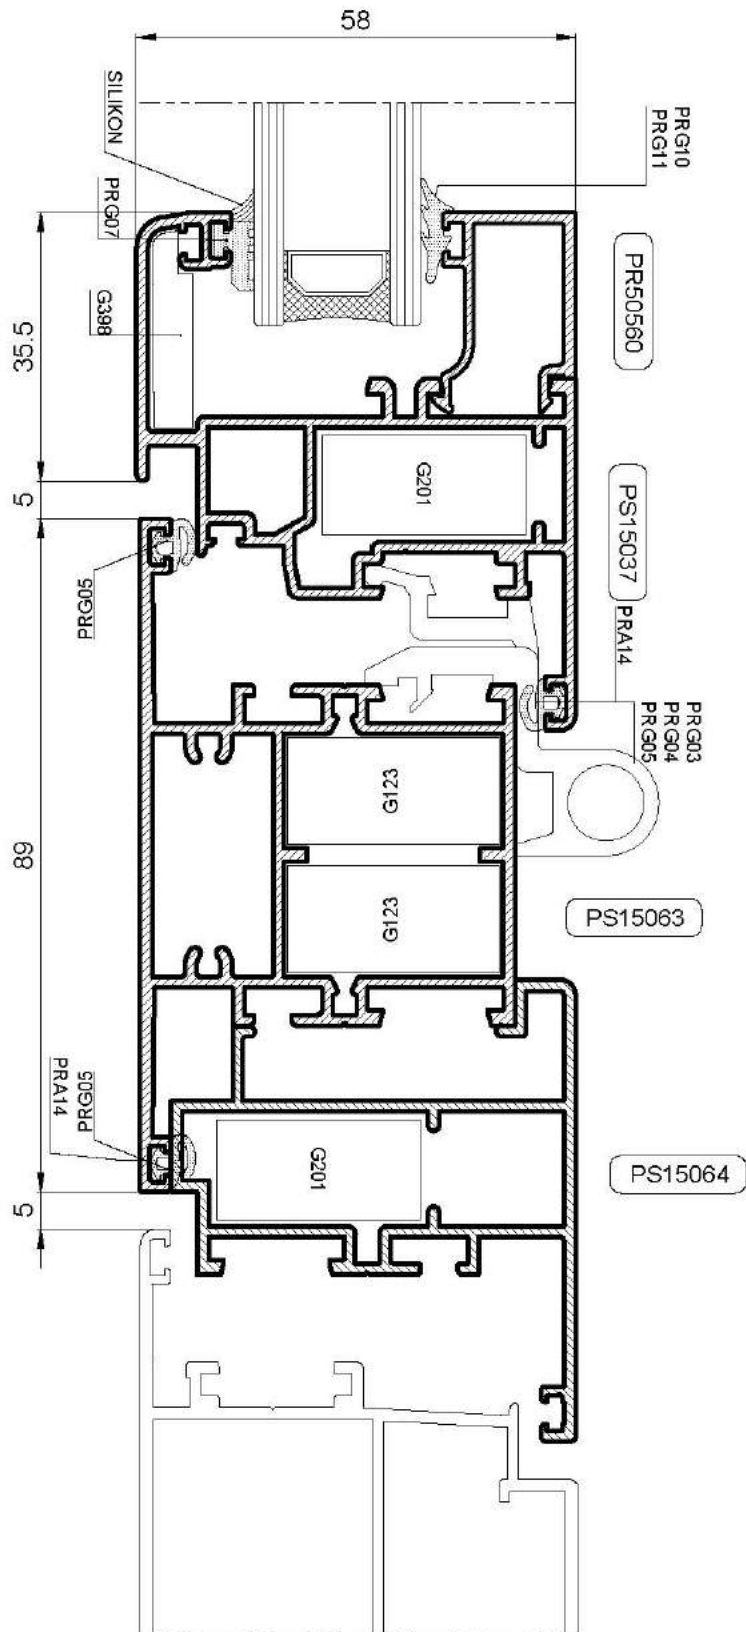 58
SILIKON
PRG10
PRG11
PRG07
G398
35.5
PR50560
5
G201
PS15037
PRG05
PRA14
PRG03
PRG04
PRG05
G123
89
G123
PS15063
PRG05
PRA14
G201
PS15064
5